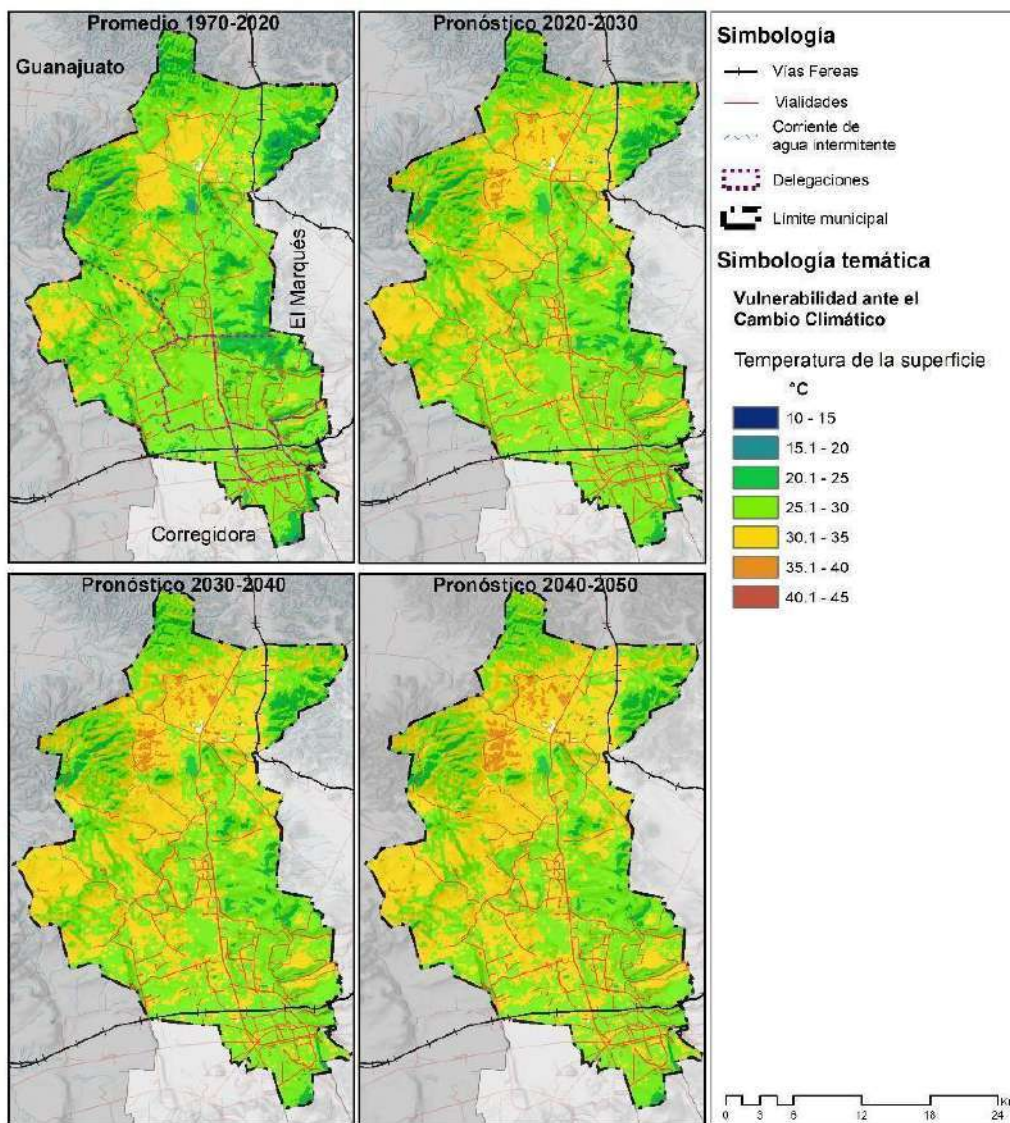 Promedio 1970-2020
Guanajuato
El Marqués
Corregidora
Pronóstico 2020-2030
Pronóstico 2030-2040
Pronóstico 2040-2050
Simbología
Vías Fereas
Vialidades
Corriente de
agua intermitente
Delegaciones
Límite municipal
Simbología temática
Vulnerabilidad ante el
Cambio Climático
Temperatura de la superficie
°C
10 - 15
15.1 - 20
20.1 - 25
25.1 - 30
30.1 - 35
35.1 - 40
40.1 - 45
0 3 6 12 18 24